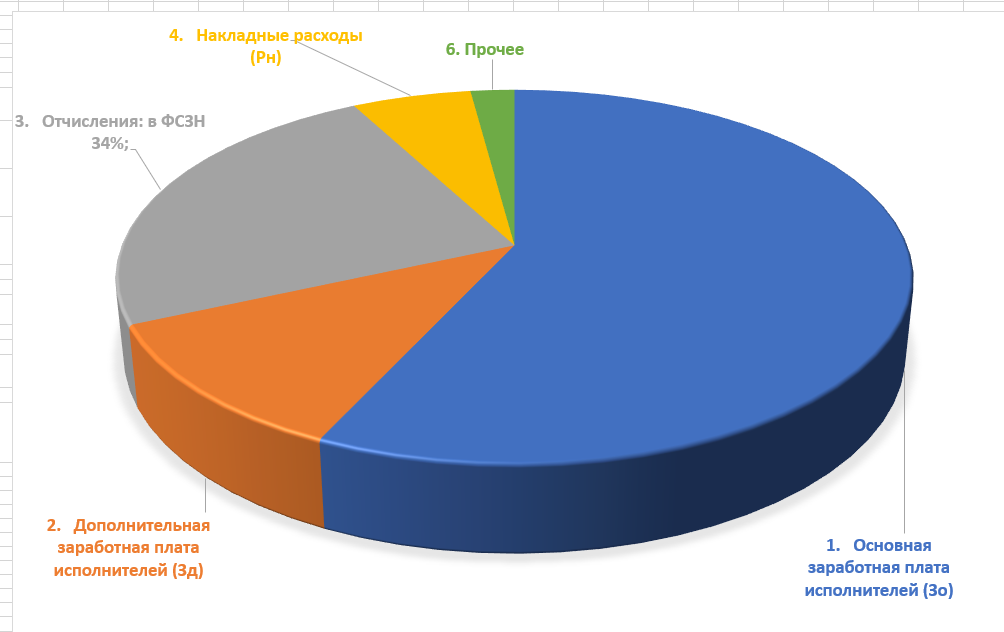 4. Накладные расходы
(Рн)
6. Прочее
3. Отчисления: в ФСЗН
34%;
2. Дополнительная
заработная плата
исполнителей (Зд)
1. Основная
заработная плата
исполнителей (Зо)